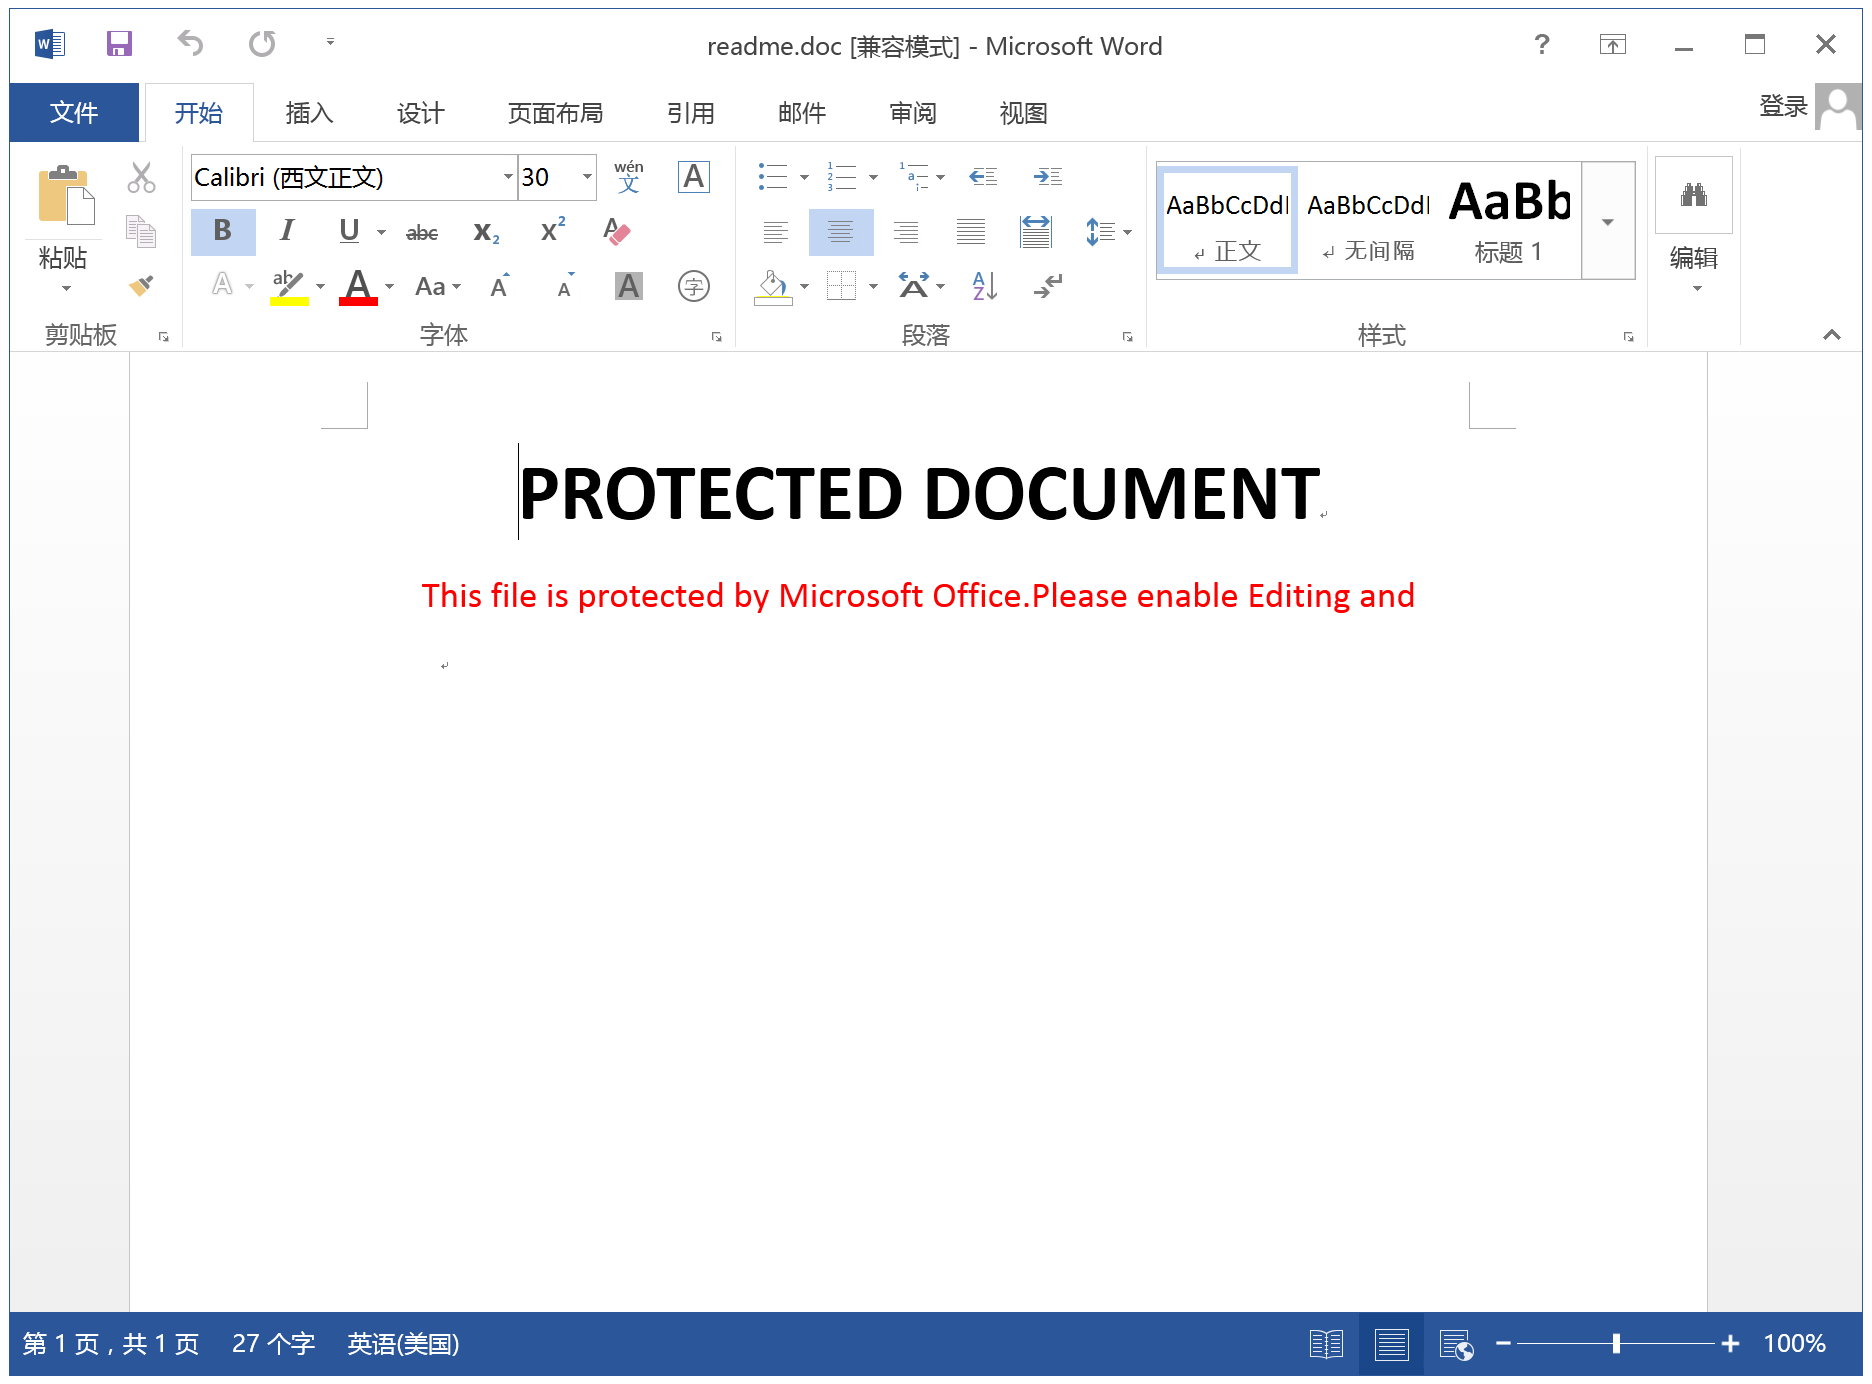 readme.doc [兼容模式] - Microsoft Word
文件 开始 插入 设计 页面布局 引用 邮件 审阅 视图 登录
粘贴
剪贴板
Calibri (西文正文) 30 wén 文 A
B I U abc X₂ X² A
A ab A Aa A A A 字
字体
段落
AaBbCcDdI AaBbCcDdI AaBb
↵ 正文 ↵ 无间隔 标题 1
样式
编辑
PROTECTED DOCUMENT
This file is protected by Microsoft Office.Please enable Editing and
第 1 页，共 1 页 27 个字 英语(美国) 100%